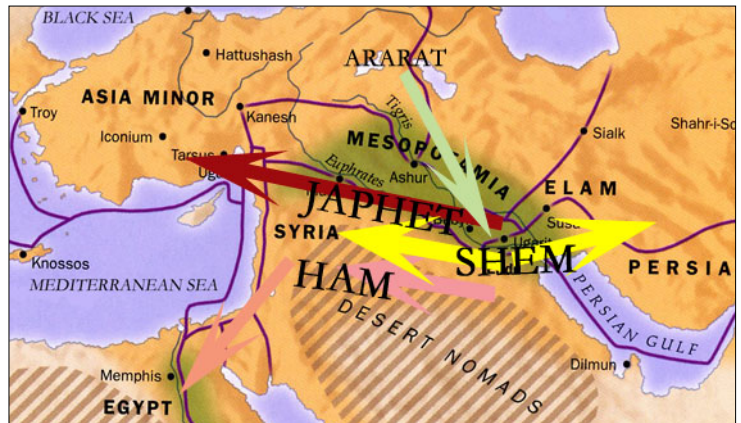 BLACK SEA
Hattushash
ARARAT
ASIA MINOR
Troy
Kanesh
Tigris
Iconium
MESOPOTAMIA
Sialk
Shahr-i-So
Tarsus
Euphrates
Ashur
ELAM
JAPHET
Susa
SYRIA
SHEM
Knossos
HAM
PERSIA
MEDITERRANEAN SEA
PERSIAN GULF
DESERT NOMADS
Dilmun
Memphis
EGYPT